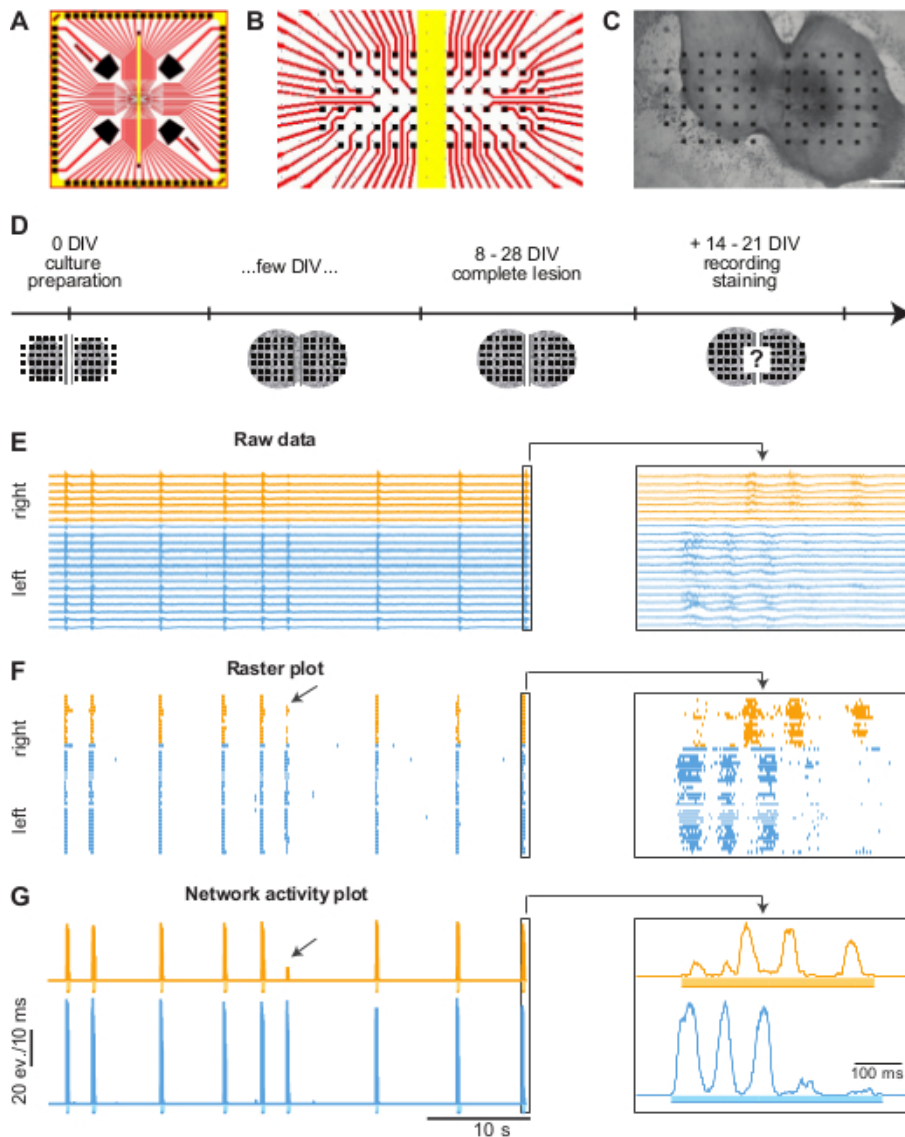 A
B
C
D
0 DIV
culture
preparation
...few DIV...
8 - 28 DIV
complete lesion
+ 14 - 21 DIV
recording
staining
?
E
Raw data
right
left
F
Raster plot
right
left
G
Network activity plot
20 ev./10 ms
10 s
100 ms